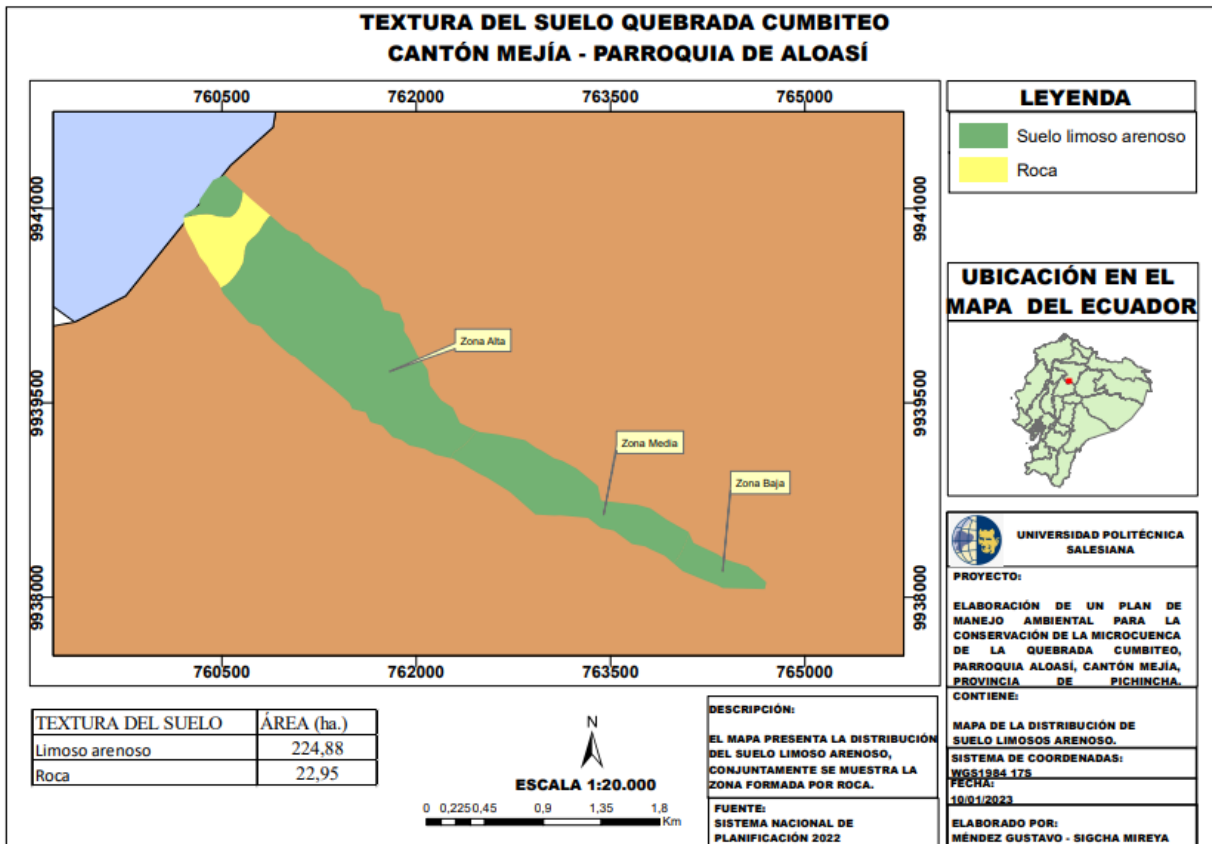 TEXTURA DEL SUELO QUEBRADA CUMBITEO
CANTÓN MEJÍA - PARROQUIA DE ALOASÍ
760500 762000 763500 765000
9941000 9941000
9939500 9939500
9938000 9938000
Zona Alta
Zona Media
Zona Baja
760500 762000 763500 765000
LEYENDA
Suelo limoso arenoso
Roca
UBICACIÓN EN EL
MAPA DEL ECUADOR
UNIVERSIDAD POLITÉCNICA
SALESIANA
PROYECTO:
ELABORACIÓN DE UN PLAN DE
MANEJO AMBIENTAL PARA LA
CONSERVACIÓN DE LA MICROCUENCA
DE LA QUEBRADA CUMBITEO,
PARROQUIA ALOASÍ, CANTÓN MEJÍA,
PROVINCIA DE PICHINCHA.
CONTIENE:
MAPA DE LA DISTRIBUCIÓN DE
SUELO LIMOSOS ARENOSO.
SISTEMA DE COORDENADAS:
WGS1984 17S
FECHA:
10/01/2023
ELABORADO POR:
MÉNDEZ GUSTAVO - SIGCHA MIREYA
TEXTURA DEL SUELO ÁREA (ha.)
Limoso arenoso 224,88
Roca 22,95
N
ESCALA 1:20.000
0 0,225 0,45 0,9 1,35 1,8
Km
DESCRIPCIÓN:
EL MAPA PRESENTA LA DISTRIBUCIÓN
DEL SUELO LIMOSO ARENOSO,
CONJUNTAMENTE SE MUESTRA LA
ZONA FORMADA POR ROCA.
FUENTE:
SISTEMA NACIONAL DE
PLANIFICACIÓN 2022